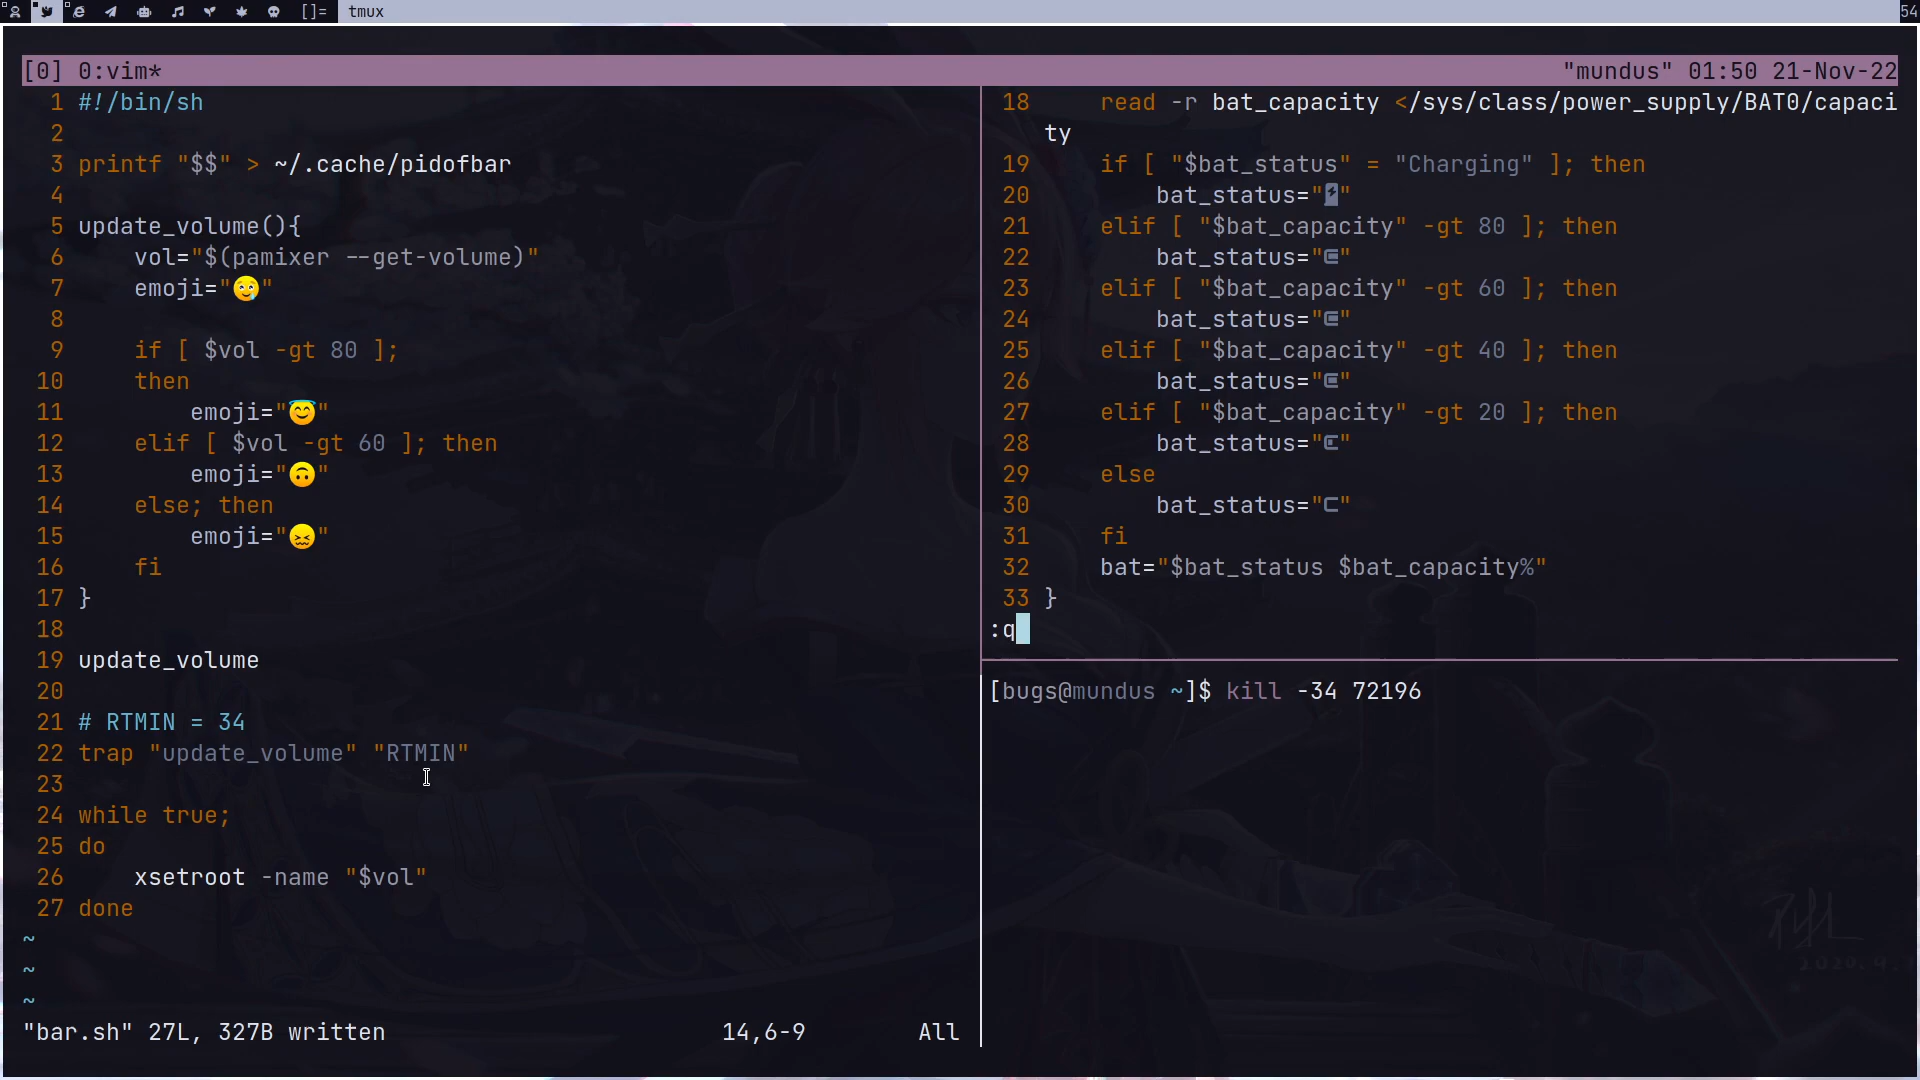 []= tmux 54
[0] 0:vim* "mundus" 01:50 21-Nov-22
1 #!/bin/sh
2
3 printf "$$" > ~/.cache/pidofbar
4
5 update_volume(){
6 vol="$(pamixer --get-volume)"
7 emoji="🥲"
8
9 if [ $vol -gt 80 ];
10 then
11 emoji="😇"
12 elif [ $vol -gt 60 ]; then
13 emoji="🙃"
14 else; then
15 emoji="😖"
16 fi
17 }
18
19 update_volume
20
21 # RTMIN = 34
22 trap "update_volume" "RTMIN"
23
24 while true;
25 do
26 xsetroot -name "$vol"
27 done
~
~
~
"bar.sh" 27L, 327B written 14,6-9 All
18 read -r bat_capacity </sys/class/power_supply/BAT0/capaci
ty
19 if [ "$bat_status" = "Charging" ]; then
20 bat_status=""
21 elif [ "$bat_capacity" -gt 80 ]; then
22 bat_status=""
23 elif [ "$bat_capacity" -gt 60 ]; then
24 bat_status=""
25 elif [ "$bat_capacity" -gt 40 ]; then
26 bat_status=""
27 elif [ "$bat_capacity" -gt 20 ]; then
28 bat_status=""
29 else
30 bat_status=""
31 fi
32 bat="$bat_status $bat_capacity%"
33 }
:q
[bugs@mundus ~]$ kill -34 72196